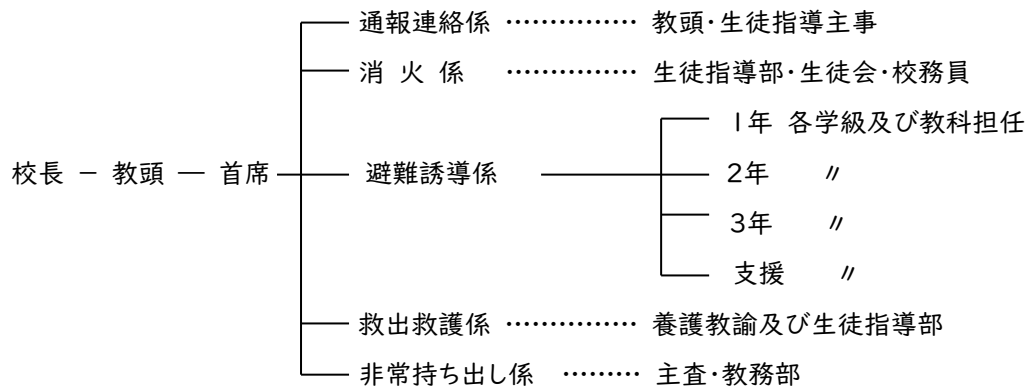 通報連絡係 …………… 教頭・生徒指導主事
消 火 係 …………… 生徒指導部・生徒会・校務員
1年 各学級及び教科担任
校長 － 教頭 ― 首席 避難誘導係 2年 〃
3年 〃
支援 〃
救出救護係 …………… 養護教諭及び生徒指導部
非常持ち出し係 ……… 主査・教務部